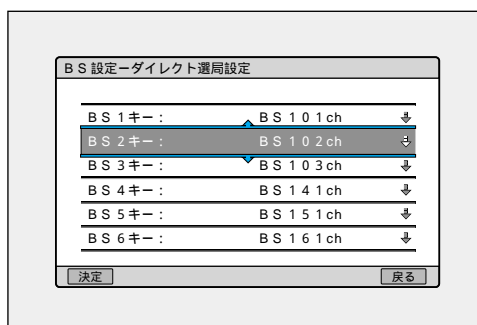 ＢＳ設定ーダイレクト選局設定
ＢＳ１キー： ＢＳ１０１ch
ＢＳ２キー： ＢＳ１０２ch
ＢＳ３キー： ＢＳ１０３ch
ＢＳ４キー： ＢＳ１４１ch
ＢＳ５キー： ＢＳ１５１ch
ＢＳ６キー： ＢＳ１６１ch
決定 戻る